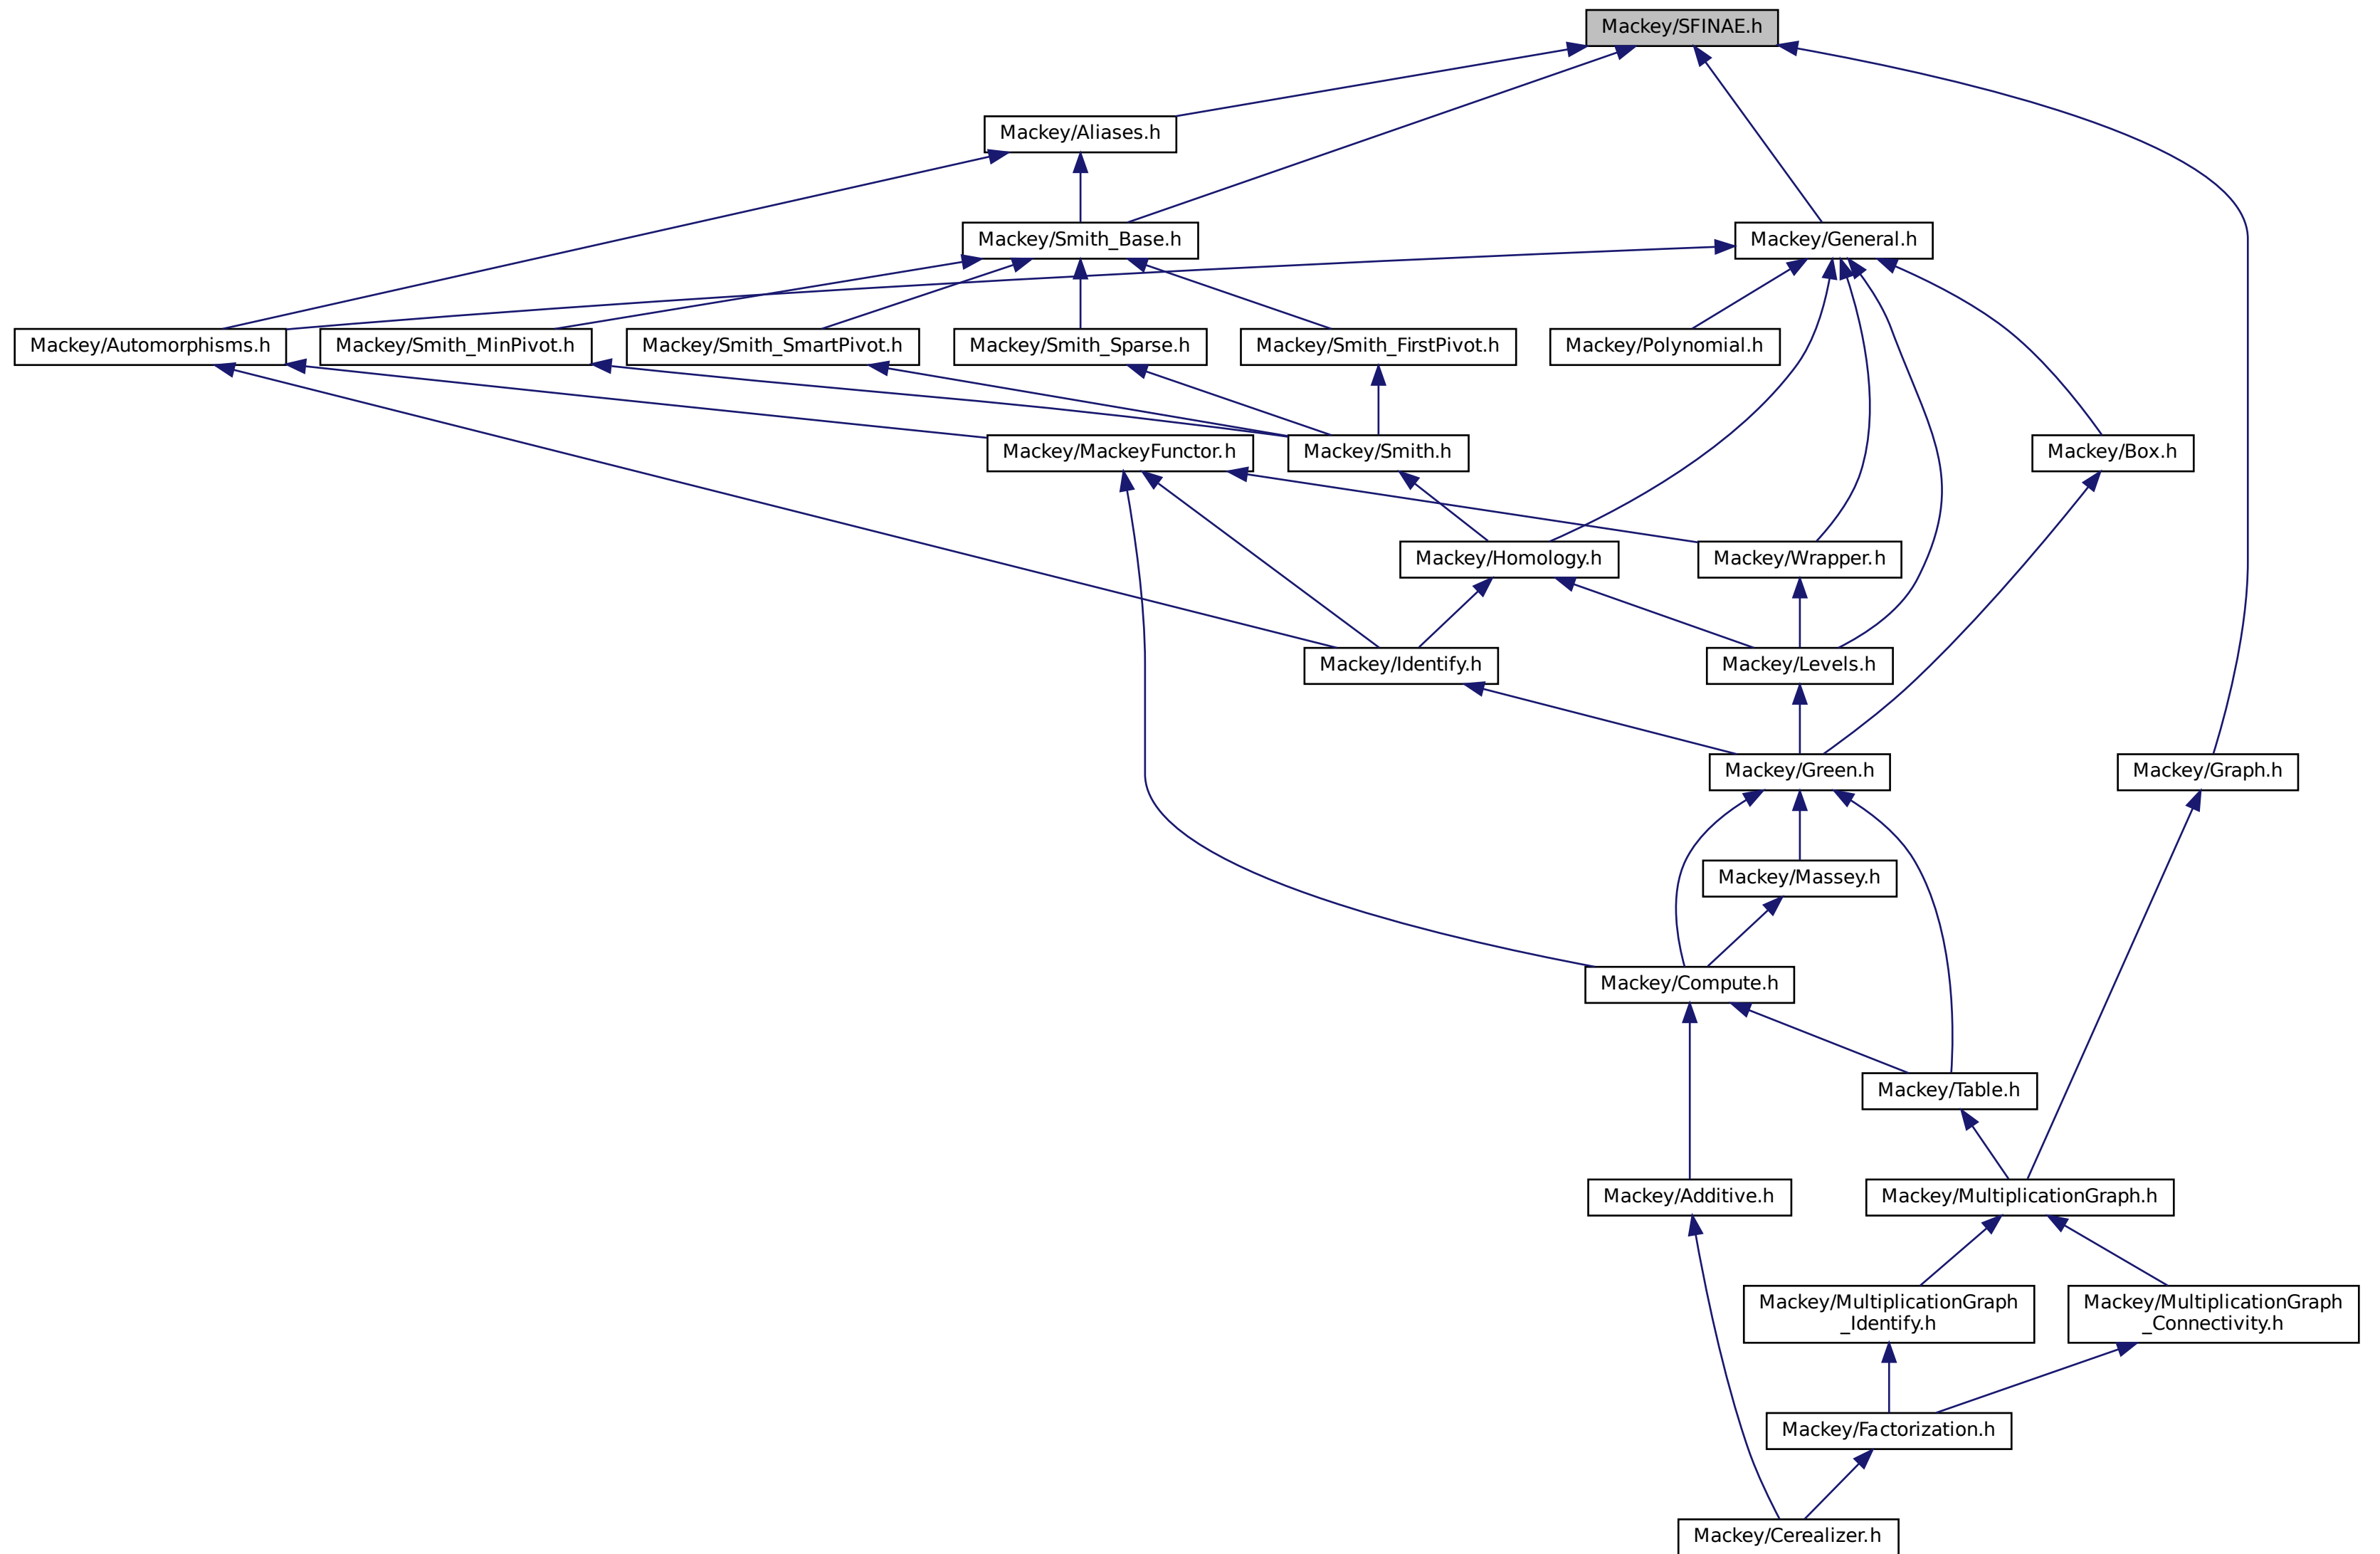 Mackey/SFINAE.h
Mackey/Aliases.h
Mackey/Smith_Base.h
Mackey/General.h
Mackey/Automorphisms.h
Mackey/Smith_MinPivot.h
Mackey/Smith_SmartPivot.h
Mackey/Smith_Sparse.h
Mackey/Smith_FirstPivot.h
Mackey/Polynomial.h
Mackey/MackeyFunctor.h
Mackey/Smith.h
Mackey/Box.h
Mackey/Homology.h
Mackey/Wrapper.h
Mackey/Identify.h
Mackey/Levels.h
Mackey/Green.h
Mackey/Graph.h
Mackey/Massey.h
Mackey/Compute.h
Mackey/Table.h
Mackey/Additive.h
Mackey/MultiplicationGraph.h
Mackey/MultiplicationGraph
_Identify.h
Mackey/MultiplicationGraph
_Connectivity.h
Mackey/Factorization.h
Mackey/Cerealizer.h